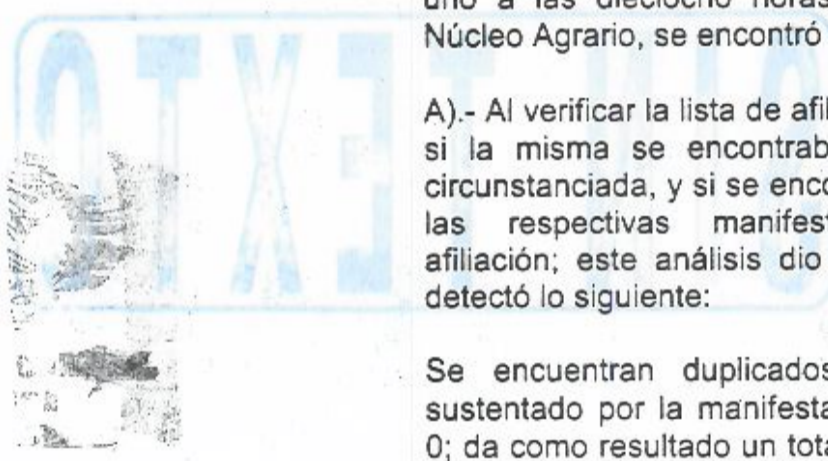 uno a las dieciocho horas
Núcleo Agrario, se encontró
A).- Al verificar la lista de afil
si la misma se encontrab
circunstanciada, y si se enco
las respectivas manifest
afiliación; este análisis dio
detectó lo siguiente:
Se encuentran duplicados
sustentado por la manifesta
0; da como resultado un tota
SIN TEXTO